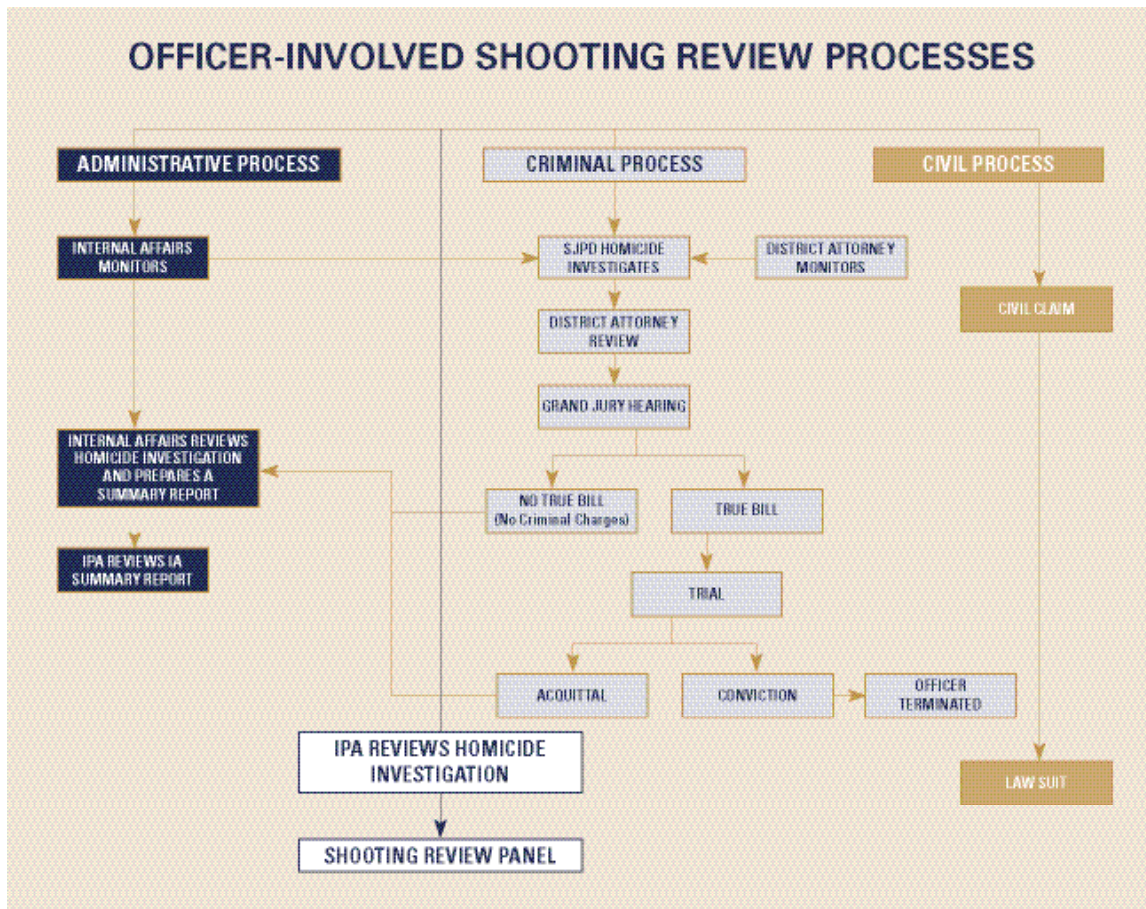 OFFICER-INVOLVED SHOOTING REVIEW PROCESSES
ADMINISTRATIVE PROCESS
CRIMINAL PROCESS
CIVIL PROCESS
INTERNAL AFFAIRS
MONITORS
SJPD HOMICIDE
INVESTIGATES
DISTRICT ATTORNEY
MONITORS
CIVIL CLAIM
DISTRICT ATTORNEY
REVIEW
GRAND JURY HEARING
INTERNAL AFFAIRS REVIEWS
HOMICIDE INVESTIGATION
AND PREPARES A
SUMMARY REPORT
NO TRUE BILL
(No Criminal Charges)
TRUE BILL
IPA REVIEWS IA
SUMMARY REPORT
TRIAL
ACQUITTAL
CONVICTION
OFFICER
TERMINATED
IPA REVIEWS HOMICIDE
INVESTIGATION
LAW SUIT
SHOOTING REVIEW PANEL